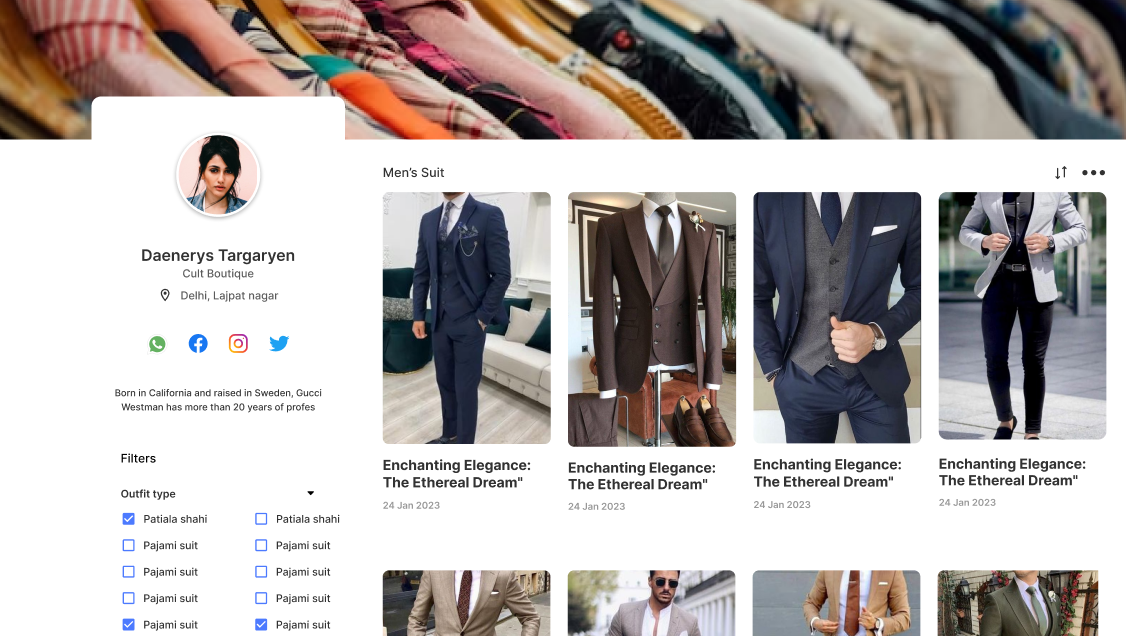 Daenerys Targaryen
Cult Boutique
Delhi, Lajpat nagar
Born in California and raised in Sweden, Gucci
Westman has more than 20 years of profes
Filters
Outfit type
Patiala shahi
Patiala shahi
Pajami suit
Pajami suit
Pajami suit
Pajami suit
Pajami suit
Pajami suit
Patiala suit
Pajami suit
Men's Suit
Enchanting Elegance:
The Ethereal Dream"
24 Jan 2023
Enchanting Elegance:
The Ethereal Dream"
24 Jan 2023
Enchanting Elegance:
The Ethereal Dream"
24 Jan 2023
Enchanting Elegance:
The Ethereal Dream"
24 Jan 2023